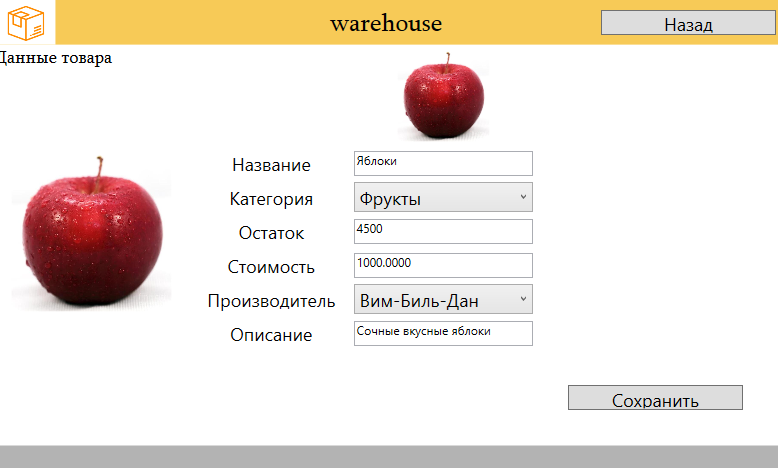 warehouse
Назад
Данные товара
Название Яблоки
Категория Фрукты
Остаток 4500
Стоимость 1000.0000
Производитель Вим-Биль-Дан
Описание Сочные вкусные яблоки
Сохранить